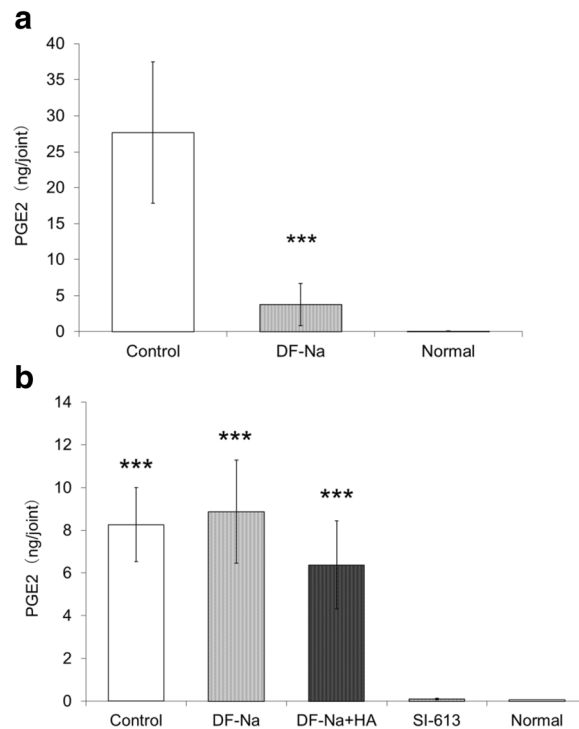 a
40
35
30
25
20
15
10
5
0
PGE2 (ng/joint)
***
Control DF-Na Normal
b
14
12
10
8
6
4
2
0
PGE2 (ng/joint)
*** *** ***
Control DF-Na DF-Na+HA SI-613 Normal